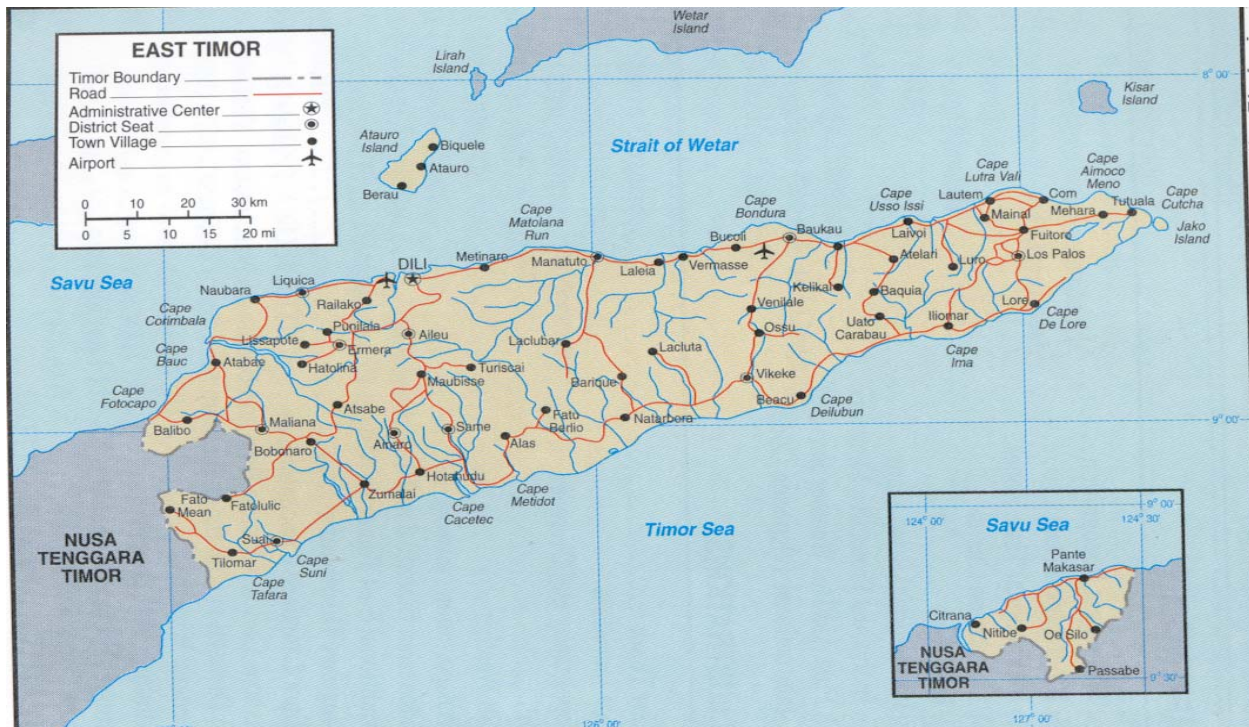 EAST TIMOR
Timor Boundary
Road
Administrative Center
District Seat
Town Village
Airport
0 10 20 30 km
0 5 10 15 20 mi
Wetar
Island
Lirah
Island
8° 00'
Kisar
Island
Atauro
Island
Biquele
Atauro
Berau
Strait of Wetar
Cape
Lutra Vali
Cape
Aimoco
Meno
Cape
Cutcha
Jako
Island
Cape
Usso Issi
Cape
Bondura
Cape
Matoiana
Run
Lautem
Com
Mainal
Mehara
Tutuala
Fuitoro
Los Palos
Laivoi
Luro
Lore
Cape
De Lore
Iliomar
Cape
Ima
Atelari
Baquia
Uato
Carabau
Baukau
Kelikai
Bucoli
Vermasse
Laleia
Manatuto
Metinaro
DILI
Venilale
Ossu
Vikeke
Beacu
Cape
Deilubun
Lacluta
Laclubar
Barique
Natarbora
Savu Sea
Liquica
Naubara
Railako
Cape
Corimbala
Punilala
Lissapote
Ermera
Hatolina
Aileu
Maubisse
Turiscai
Cape
Bauc
Atabae
Cape
Fotocapo
Balibo
Maliana
Atsabe
Bobonaro
Ainaro
Same
Fato
Berlio
Alas
Hotahudu
Zumalai
Cape
Cacetec
Cape
Metidot
9° 00'
Fato
Mean
Fatolulic
Suai
Tilomar
Cape
Suni
Cape
Tafara
NUSA
TENGGARA
TIMOR
Timor Sea
126° 00'
127° 00'
124° 00'
9° 00'
124° 30'
Savu Sea
Pante
Makasar
Citrana
Nitibe
Oe Silo
Passabe
NUSA
TENGGARA
TIMOR
9° 30'